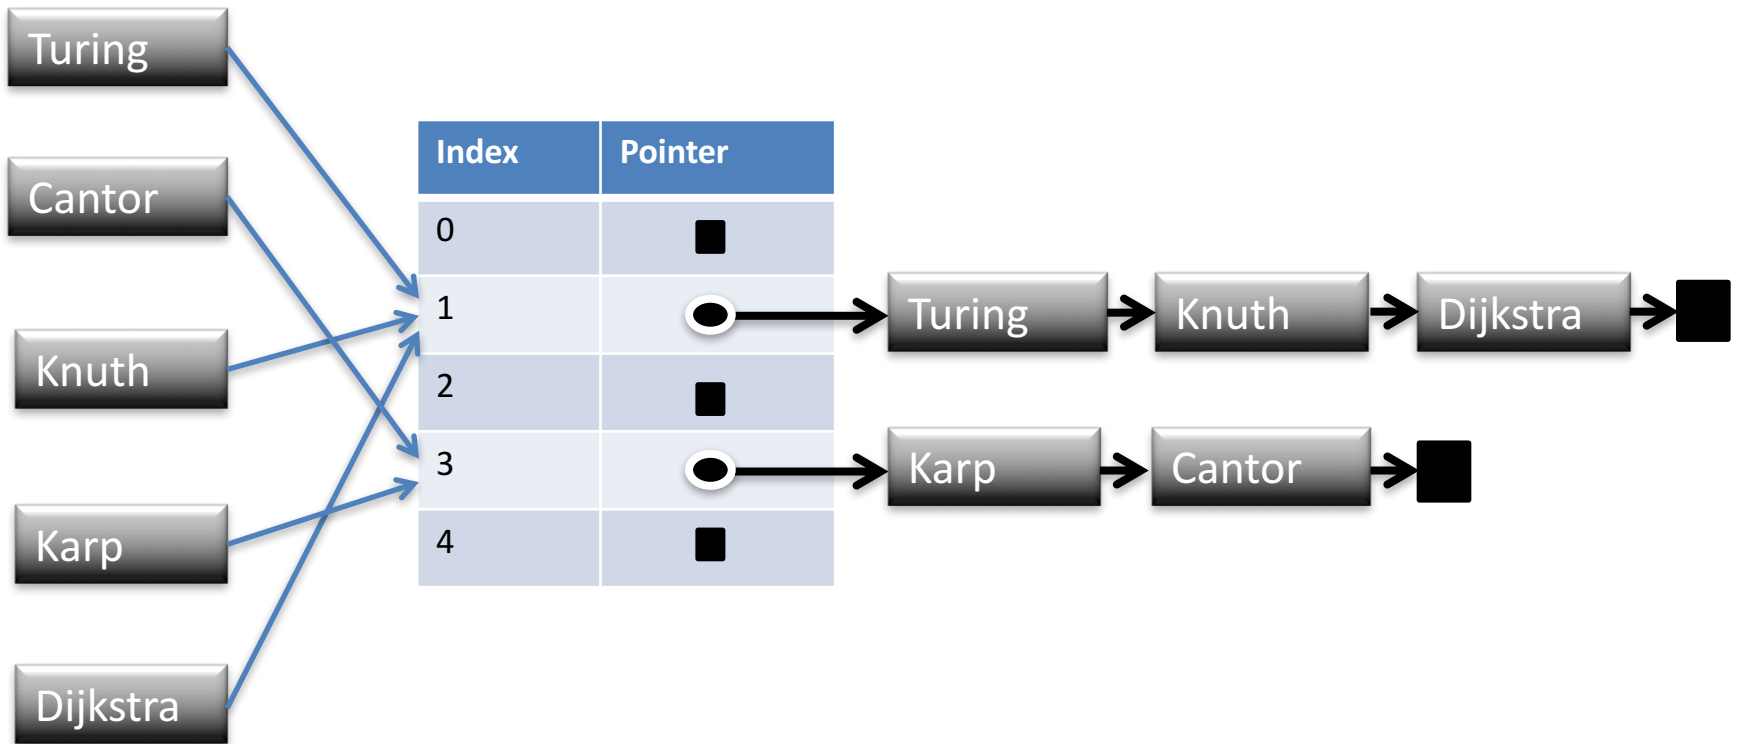 Turing
Cantor
Knuth
Karp
Dijkstra
Index Pointer
0
1
2
3
4
Turing Knuth Dijkstra
Karp Cantor